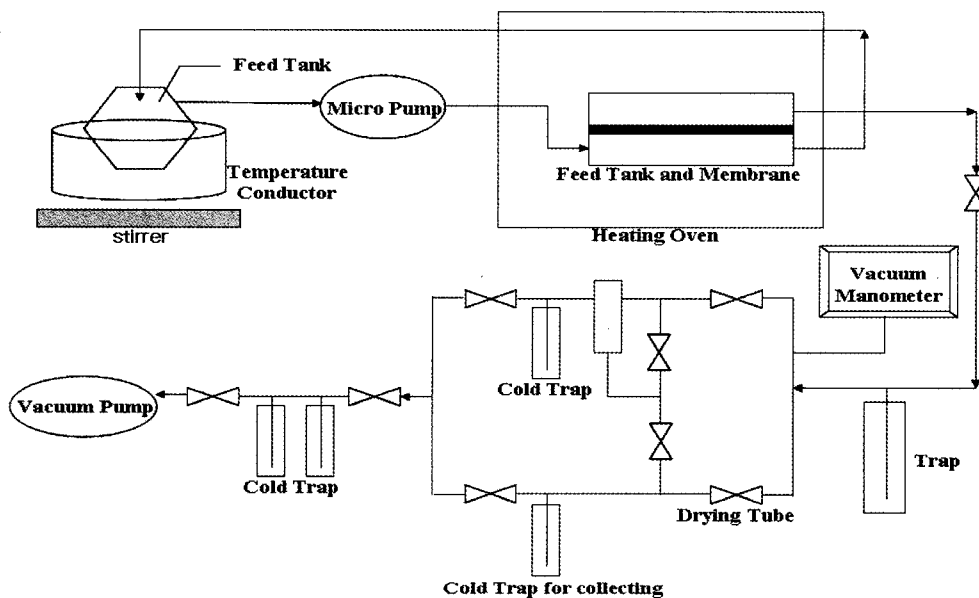 Feed Tank
Micro Pump
Temperature
Conductor
stirrer
Feed Tank and Membrane
Heating Oven
Vacuum
Manometer
Cold Trap
Vacuum Pump
Cold Trap
Trap
Drying Tube
Cold Trap for collecting